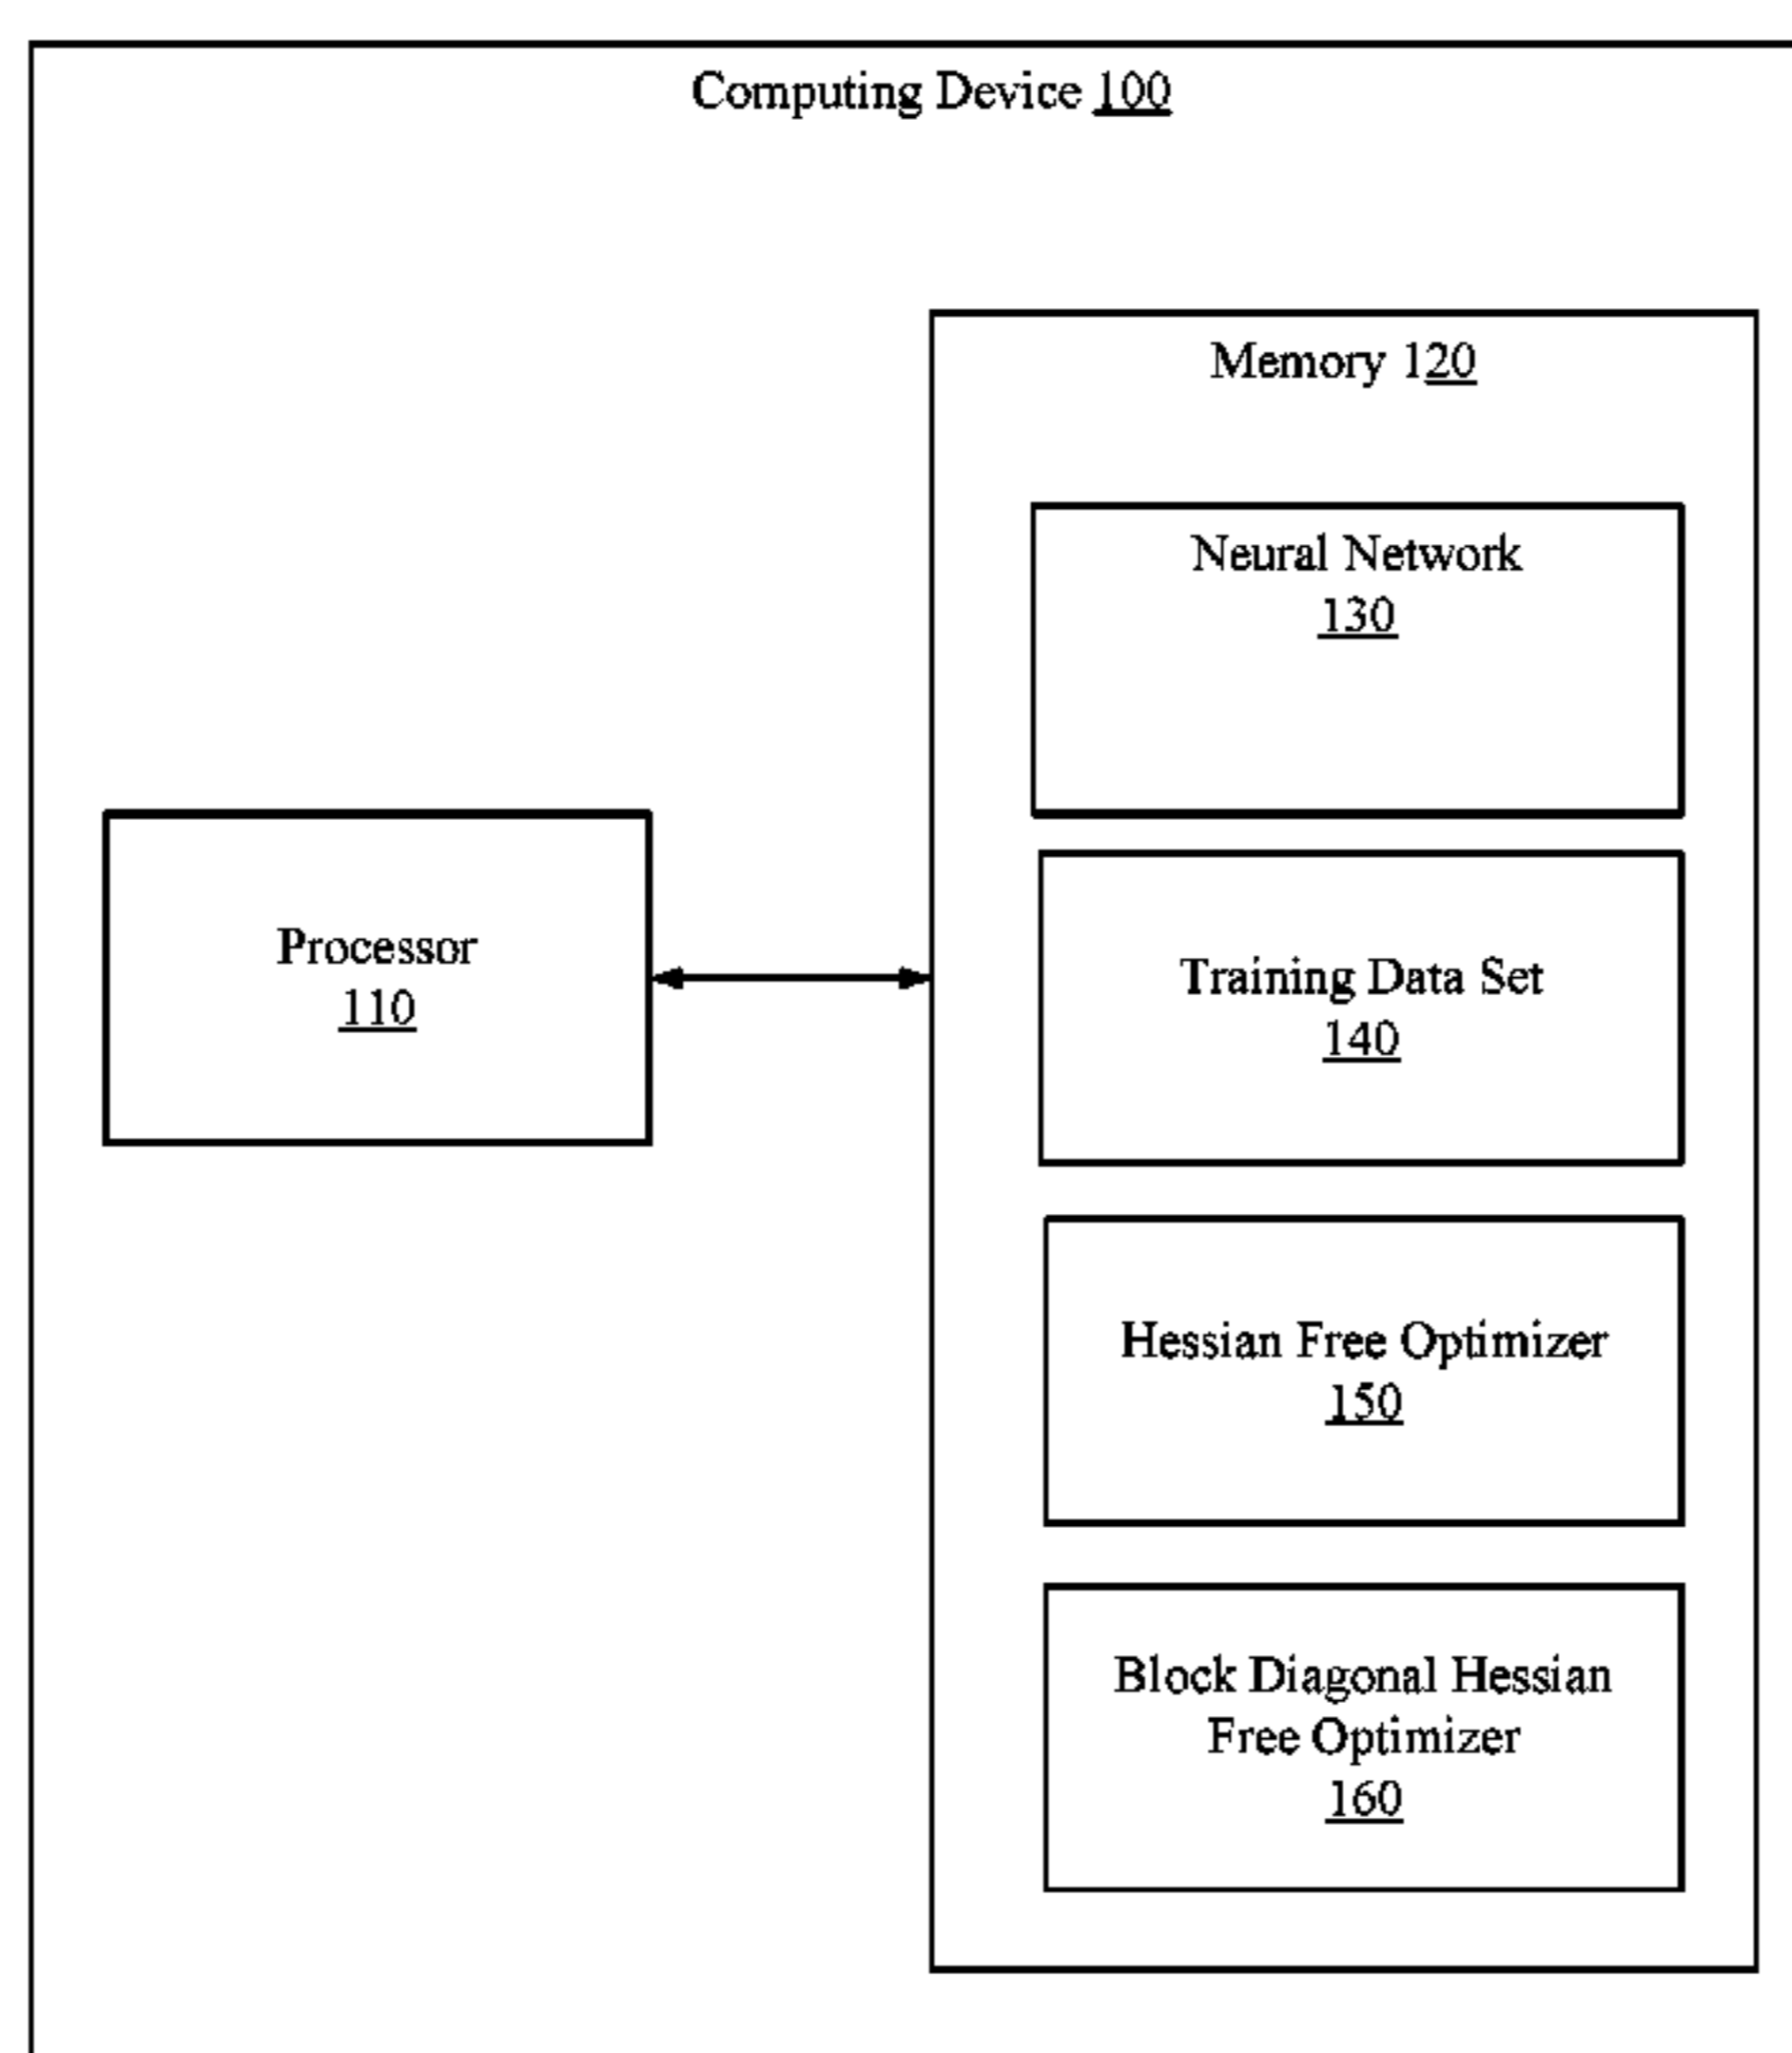 Computing Device 100
Memory 120
Neural Network
130
Processor
110
Training Data Set
140
Hessian Free Optimizer
150
Block Diagonal Hessian
Free Optimizer
160